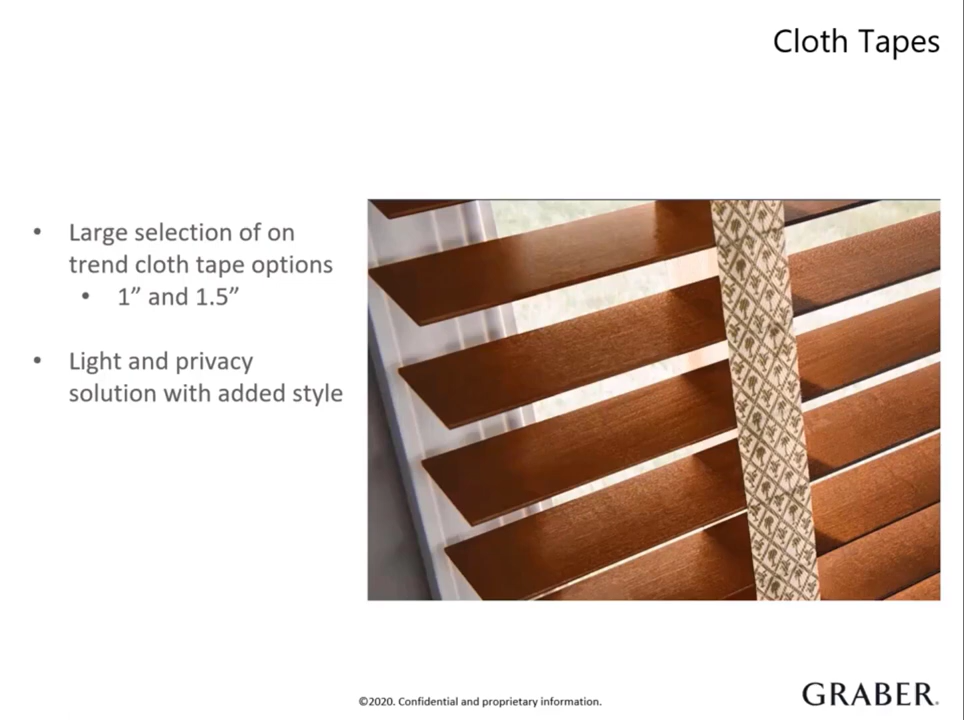 Cloth Tapes
• Large selection of on
trend cloth tape options
• 1” and 1.5”
• Light and privacy
solution with added style
©2020. Confidential and proprietary information.
GRABER.